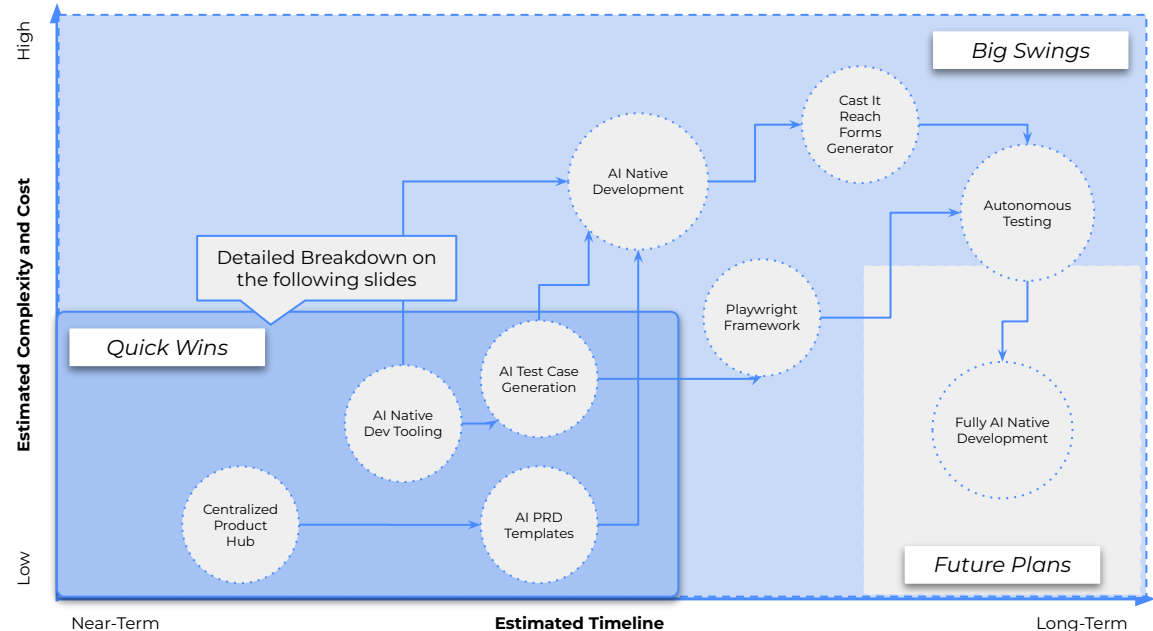 High
Big Swings
Cast It
Reach
Forms
Generator
AI Native
Development
Autonomous
Testing
Estimated Complexity and Cost
Detailed Breakdown on
the following slides
Playwright
Framework
Quick Wins
AI Test Case
Generation
AI Native
Dev Tooling
Fully AI Native
Development
Centralized
Product
Hub
AI PRD
Templates
Low
Future Plans
Near-Term
Estimated Timeline
Long-Term